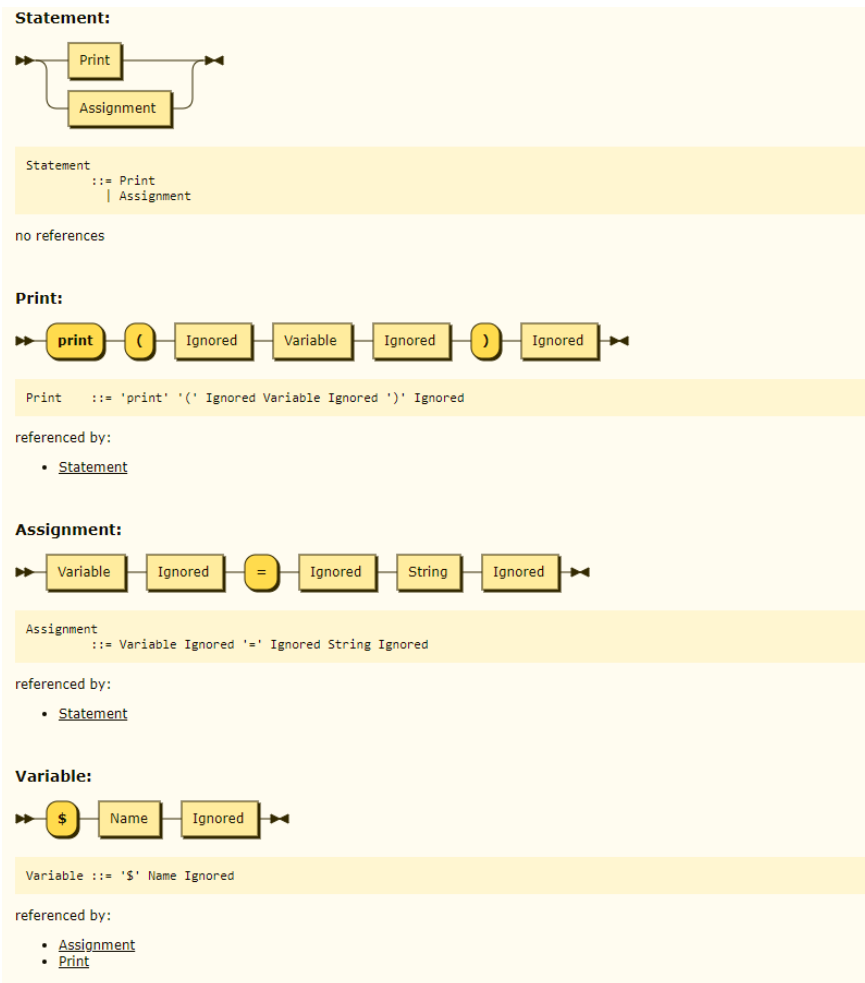 Statement:
Print
Assignment
Statement
::= Print
| Assignment
no references
Print:
print ( Ignored Variable Ignored ) Ignored
Print ::= 'print' '(' Ignored Variable Ignored ')' Ignored
referenced by:
• Statement
Assignment:
Variable Ignored = Ignored String Ignored
Assignment
::= Variable Ignored '=' Ignored String Ignored
referenced by:
• Statement
Variable:
$ Name Ignored
Variable ::= '$' Name Ignored
referenced by:
• Assignment
• Print